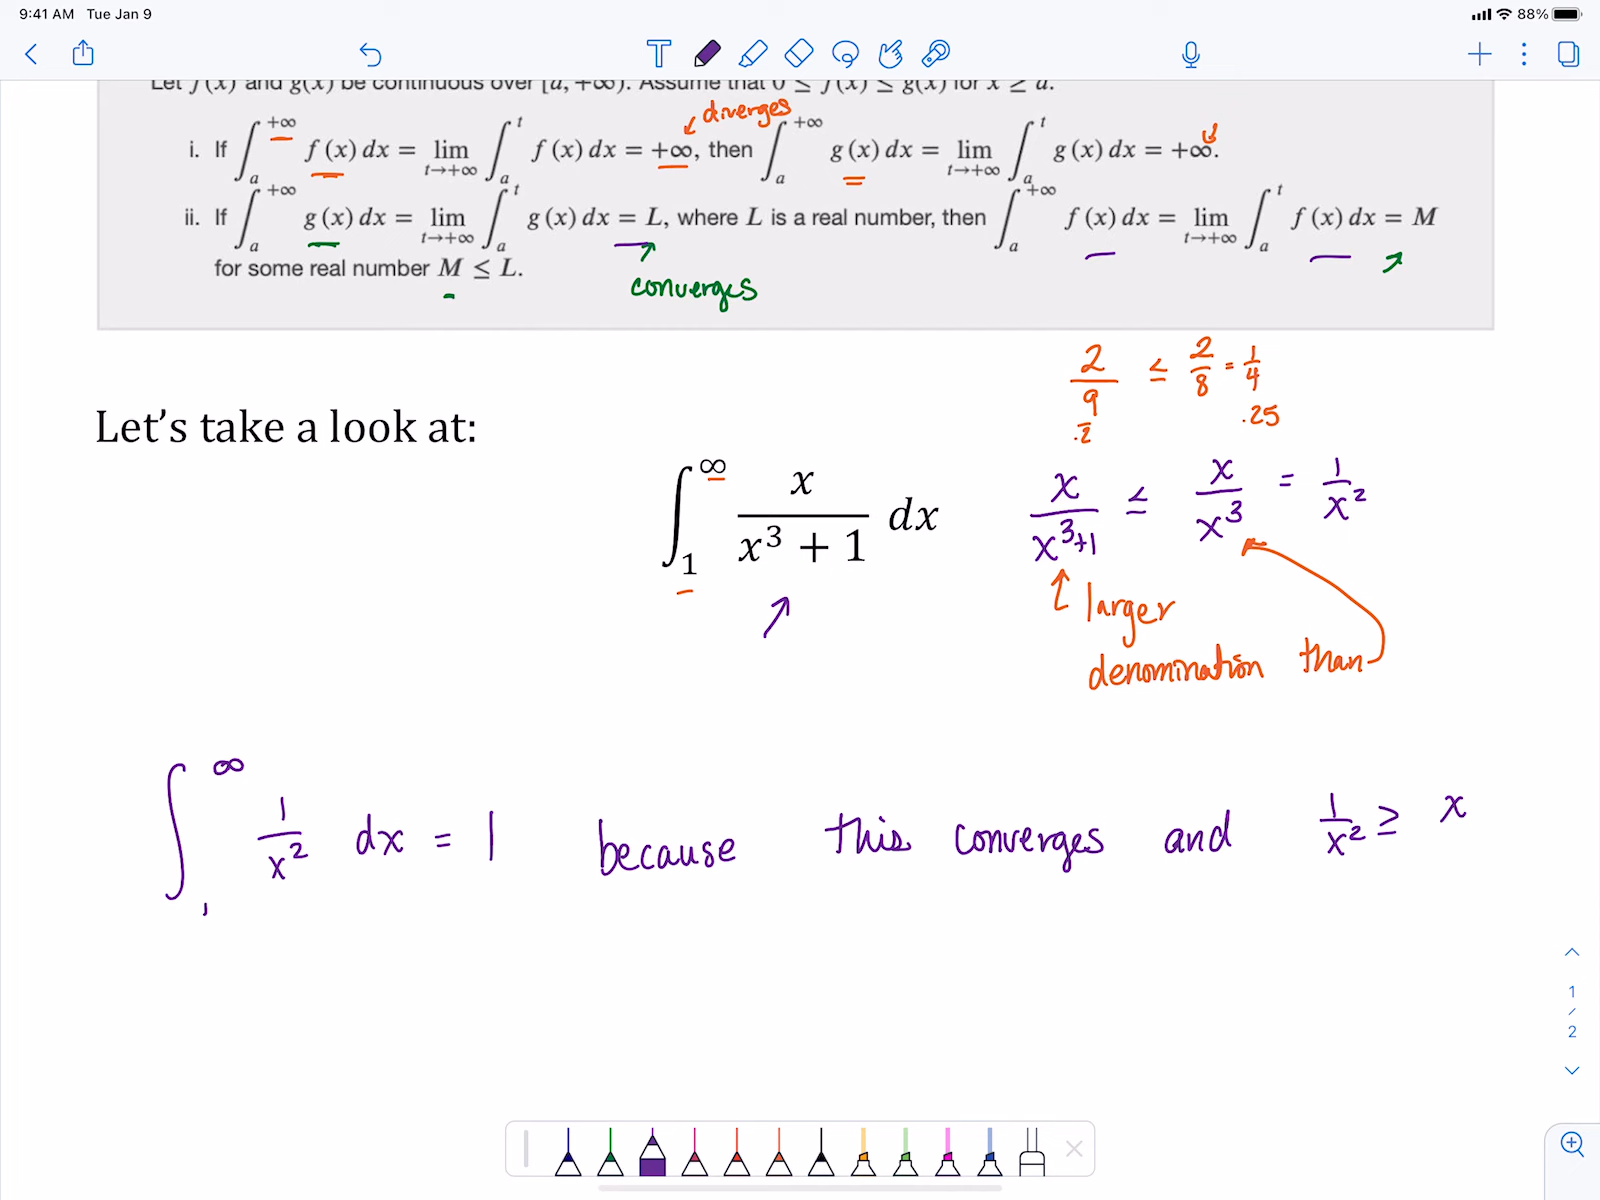 9:41 AM Tue Jan 9 88%
Let f(x) and g(x) be continuous over [a, +∞). Assume that 0 ≤ f(x) ≤ g(x) for x ≥ a.
diverges
i. If ∫_a^{+∞} f(x) dx = lim_{t→+∞} ∫_a^t f(x) dx = +∞, then ∫_a^{+∞} g(x) dx = lim_{t→+∞} ∫_a^t g(x) dx = +∞.
ii. If ∫_a^{+∞} g(x) dx = lim_{t→+∞} ∫_a^t g(x) dx = L, where L is a real number, then ∫_a^{+∞} f(x) dx = lim_{t→+∞} ∫_a^t f(x) dx = M
for some real number M ≤ L.
converges
2/9 ≤ 2/8 = 1/4
.2̅ .25
Let's take a look at:
∫_1^∞ x/(x³ + 1) dx
x/(x³+1) ≤ x/x³ = 1/x²
larger
denomination than
∫_1^∞ 1/x² dx = 1 because this converges and 1/x² ≥ x
1
/
2